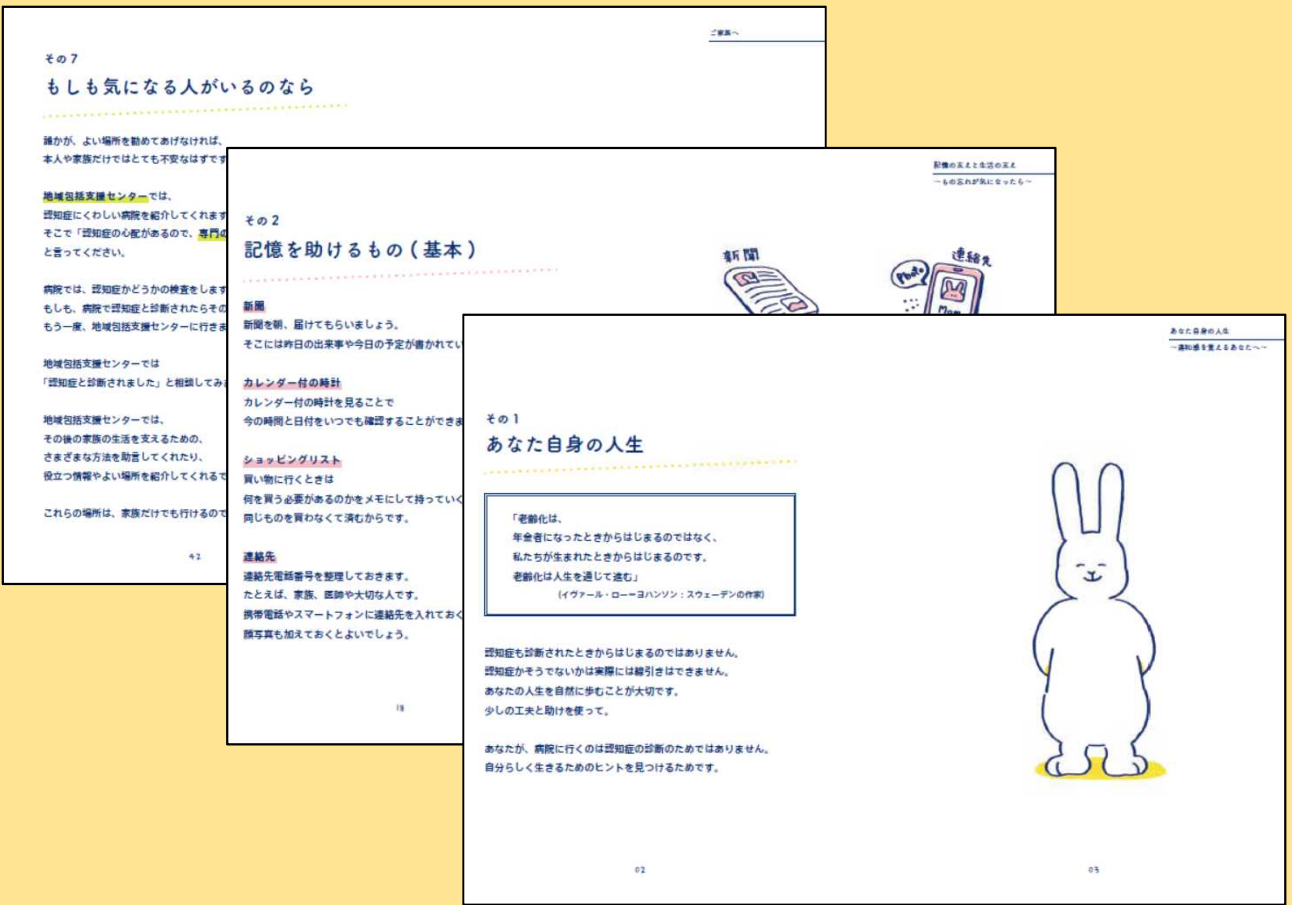 ご家族へ
その7
もしも気になる人がいるのなら
誰かが、よい場所を勧めてあげなければ、
本人や家族だけではとても不安なはずです
地域包括支援センターでは、
認知症にくわしい病院を紹介してくれます
そこで「認知症の心配があるので、専門の
と言ってください。
病院では、認知症かどうかの検査をします
もしも、病院で認知症と診断されたらその
もう一度、地域包括支援センターに行きま
地域包括支援センターでは
「認知症と診断されました」と相談してみ
地域包括支援センターでは、
その後の家族の生活を支えるための、
さまざまな方法を助言してくれたり、
役立つ情報やよい場所を紹介してくれるで
これらの場所は、家族だけでも行けるので
42
記憶の支えと生活の支え
〜もの忘れが気になったら〜
その2
記憶を助けるもの(基本)
新聞
新聞を朝、届けてもらいましょう。
そこには昨日の出来事や今日の予定が書かれてい
カレンダー付の時計
カレンダー付の時計を見ることで
今の時間と日付をいつでも確認することができま
ショッピングリスト
買い物に行くときは
何を買う必要があるのかをメモにして持っていく
同じものを買わなくて済むからです。
連絡先
連絡先電話番号を整理しておきます。
たとえば、家族、医師や大切な人です。
携帯電話やスマートフォンに連絡先を入れておく
顔写真も加えておくとよいでしょう。
新聞
連絡先
Photo
Mom
あなた自身の人生
〜違和感を覚えるあなたへ〜
その1
あなた自身の人生
「老齢化は、
年金者になったときからはじまるのではなく、
私たちが生まれたときからはじまるのです。
老齢化は人生を通じて進む」
(イヴァール・ロー=ヨハンソン:スウェーデンの作家)
認知症も診断されたときからはじまるのではありません。
認知症かそうでないかは実際には線引きはできません。
あなたの人生を自然に歩むことが大切です。
少しの工夫と助けを使って。
あなたが、病院に行くのは認知症の診断のためではありません。
自分らしく生きるためのヒントを見つけるためです。
02
03